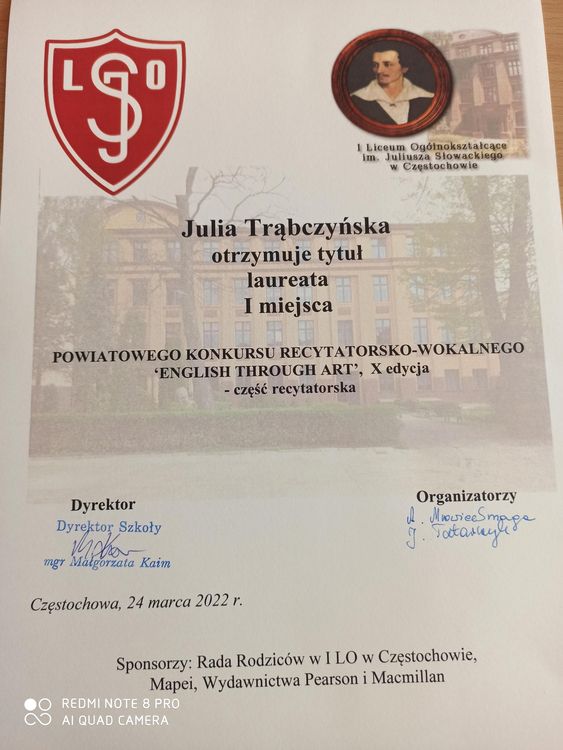 LO
SJ
I Liceum Ogólnokształcące
im. Juliusza Słowackiego
w Częstochowie
Julia Trąbczyńska
otrzymuje tytuł
laureata
I miejsca
POWIATOWEGO KONKURSU RECYTATORSKO-WOKALNEGO
‘ENGLISH THROUGH ART’, X edycja
- część recytatorska
Dyrektor
Dyrektor Szkoły
mgr Małgorzata Kaim
Organizatorzy
Częstochowa, 24 marca 2022 r.
Sponsorzy: Rada Rodziców w I LO w Częstochowie,
Mapei, Wydawnictwa Pearson i Macmillan
REDMI NOTE 8 PRO
AI QUAD CAMERA